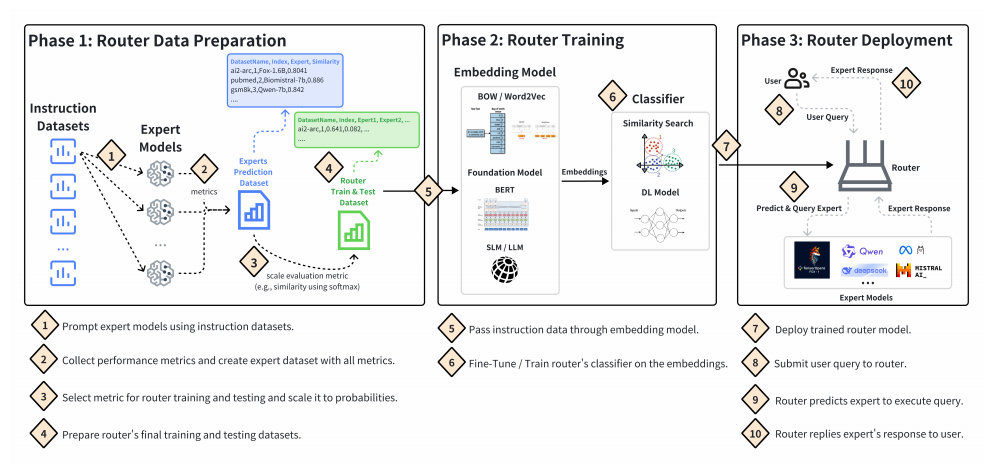 Phase 1: Router Data Preparation
DatasetName, Index, Expert, Similarity
ai2-arc,1,Fox-1.6B,0.8041
pubmed,2,Biomistral-7b,0.886
gsm8k,3,Qwen-7b,0.842
....
DatasetName, Index, Epert1, Expert2, ...
ai2-arc,1,0.641,0.082, ...
...
Instruction
Datasets
Expert
Models
1
2
metrics
Experts
Prediction
Dataset
4
Router
Train & Test
Dataset
...
...
3
scale evaluation metric
(e.g., similarity using softmax)
Phase 2: Router Training
Embedding Model
BOW / Word2Vec
Foundation Model
BERT
SLM / LLM
5
Embeddings
6
Classifier
Similarity Search
1
2
3
DL Model
7
Phase 3: Router Deployment
User
Expert Response
10
8
User Query
Router
9
Predict & Query Expert
Expert Response
TensorOpera
FOX - 1
Qwen
deepseek
MISTRAL
AI_
...
Expert Models
1 Prompt expert models using instruction datasets.
2 Collect performance metrics and create expert dataset with all metrics.
3 Select metric for router training and testing and scale it to probabilities.
4 Prepare router's final training and testing datasets.
5 Pass instruction data through embedding model.
6 Fine-Tune / Train router's classifier on the embeddings.
7 Deploy trained router model.
8 Submit user query to router.
9 Router predicts expert to execute query.
10 Router replies expert's response to user.